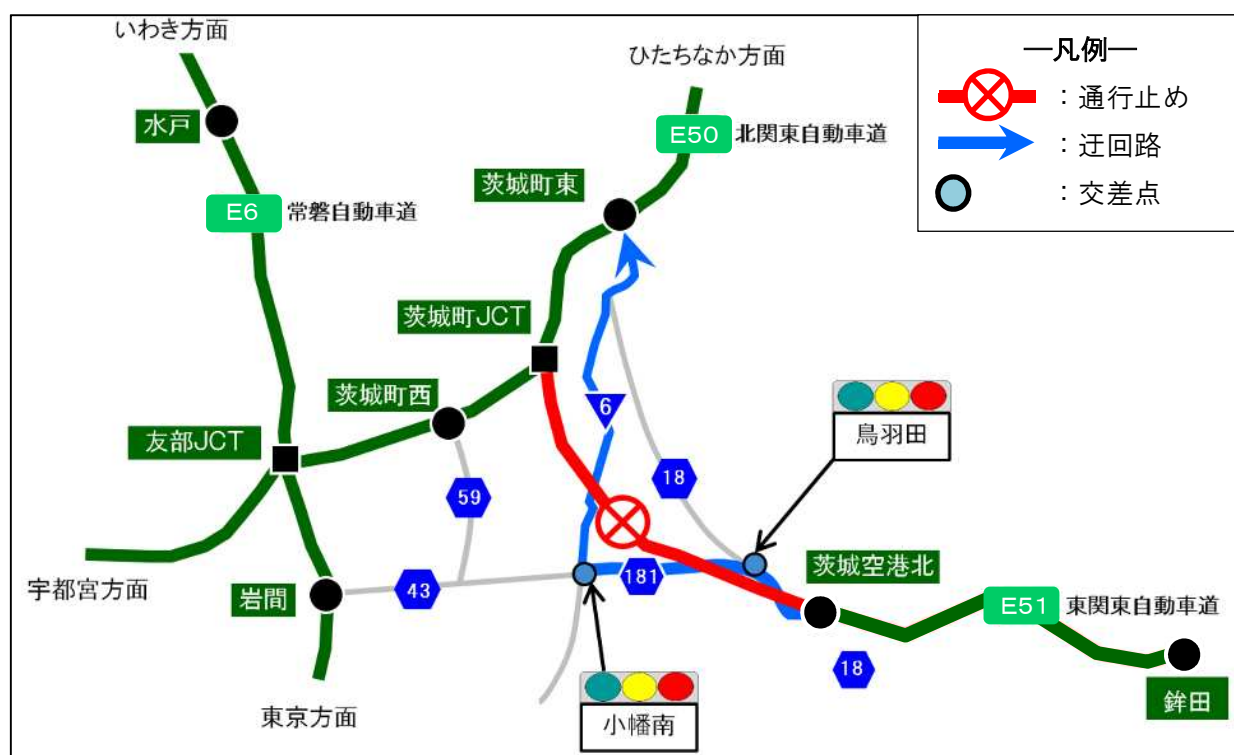 いわき方面
ひたちなか方面
―凡例―
：通行止め
：迂回路
：交差点
水戸
E50
北関東自動車道
茨城町東
E6
常磐自動車道
茨城町JCT
茨城町西
6
鳥羽田
友部JCT
59
18
茨城空港北
宇都宮方面
岩間
43
181
E51
東関東自動車道
18
東京方面
小幡南
鉾田